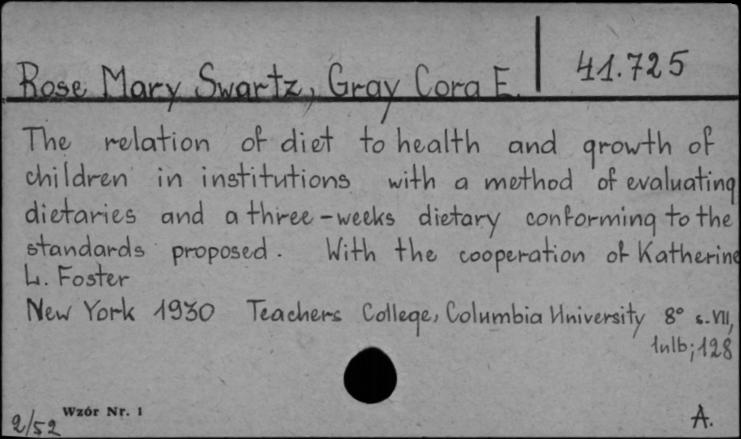 Rose Mary Swartz, Gray Cora E.
41.725
The relation of diet to health and growth of
children in institutions with a method of evaluating
dietaries and a three-weeks dietary conforming to the
standards proposed. With the cooperation of Katherine
L. Foster
New York 1930 Teachers College, Columbia University 8° s. VII,
1nlb; 128
Wzór Nr. 1
2/52
A.